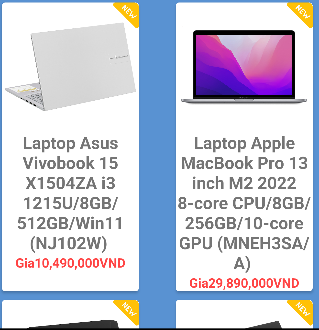 NEW
Laptop Asus
Vivobook 15
X1504ZA i3
1215U/8GB/
512GB/Win11
(NJ102W)
Gia10,490,000VND
NEW
Laptop Apple
MacBook Pro 13
inch M2 2022
8-core CPU/8GB/
256GB/10-core
GPU (MNEH3SA/
A)
Gia29,890,000VND
NEW
NEW